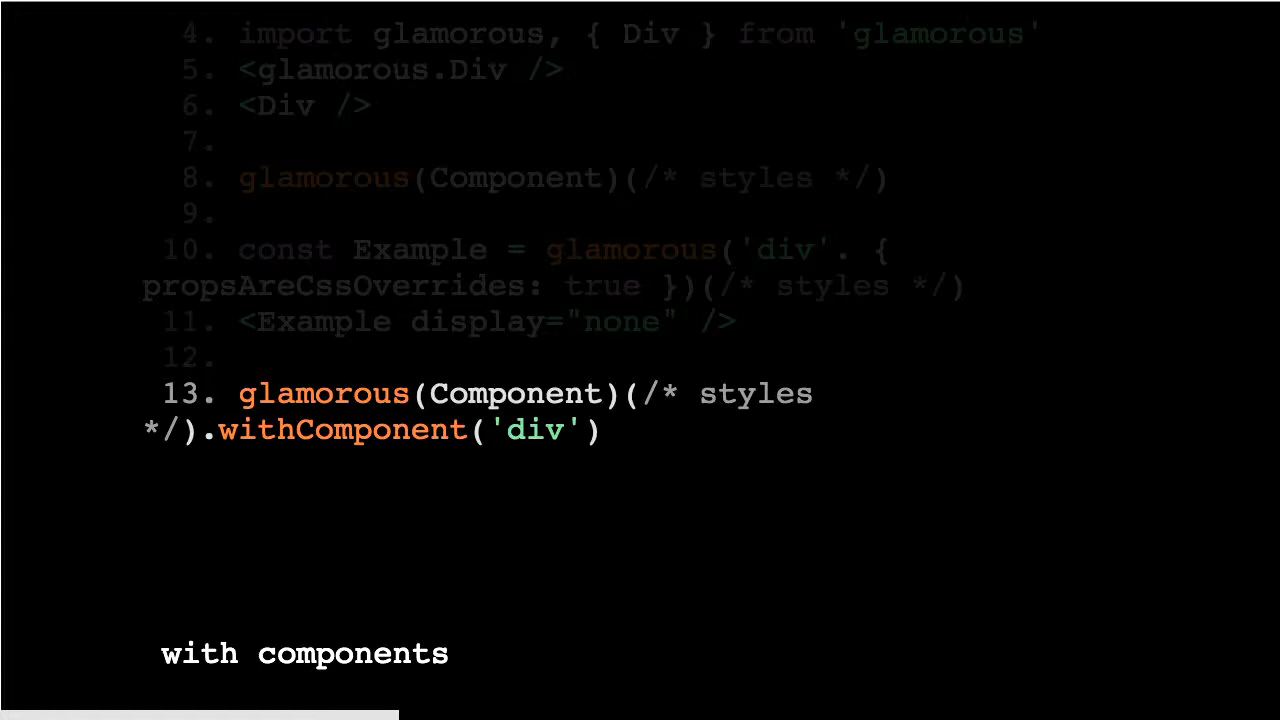 4. import glamorous, { Div } from 'glamorous'
5. <glamorous.Div />
6. <Div />
7.
8. glamorous(Component)(/* styles */)
9.
10. const Example = glamorous('div'. {
propsAreCssOverrides: true })(/* styles */)
11. <Example display="none" />
12.
13. glamorous(Component)(/* styles
*/).withComponent('div')
with components